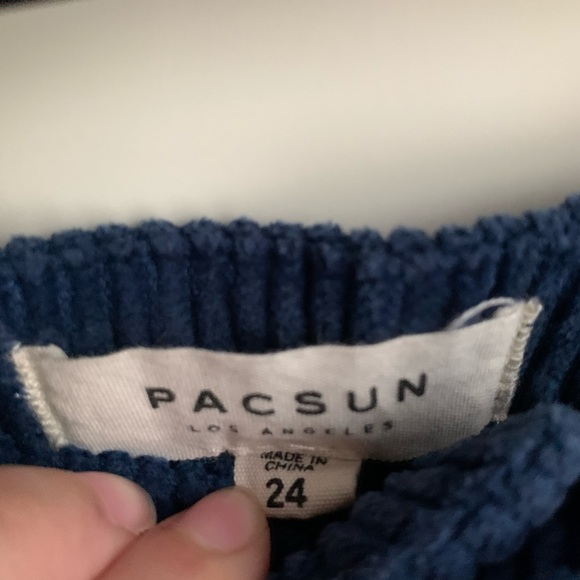 PACSUN
LOS ANGELES
MADE IN
CHINA
24